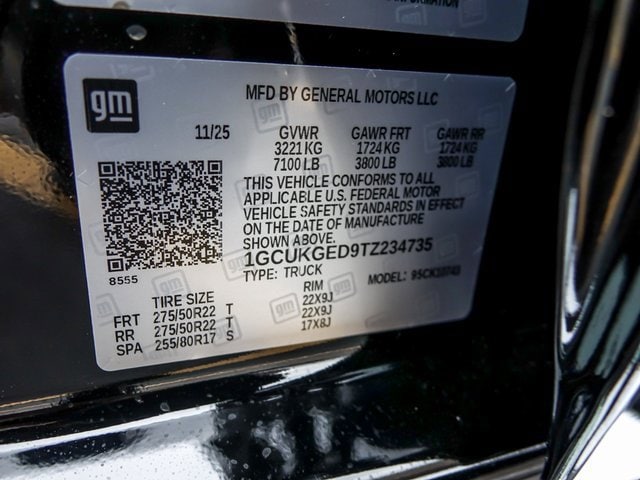 INFORMATION
gm
MFD BY GENERAL MOTORS LLC
11/25 GVWR GAWR FRT GAWR RR
3221 KG 1724 KG 1724 KG
7100 LB 3800 LB 3800 LB
THIS VEHICLE CONFORMS TO ALL
APPLICABLE U.S. FEDERAL MOTOR
VEHICLE SAFETY STANDARDS IN EFFECT
ON THE DATE OF MANUFACTURE
SHOWN ABOVE.
1GCUKGED9TZ234735
8555 TYPE: TRUCK MODEL: 95CK10743
TIRE SIZE RIM
FRT 275/50R22 T 22X9J
RR 275/50R22 T 22X9J
SPA 255/80R17 S 17X8J